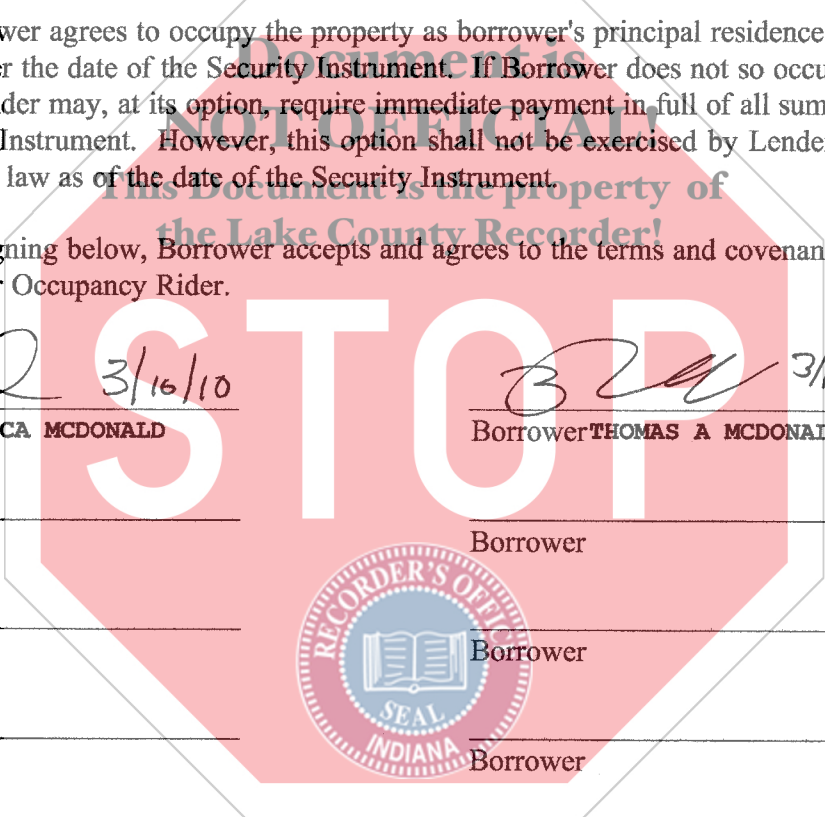 wer agrees to occupy the property as borrower's principal residence
r the date of the Security Instrument. If Borrower does not so occu
der may, at its option, require immediate payment in full of all sum
Instrument. However, this option shall not be exercised by Lende
law as of the date of the Security Instrument.
Document is
NOT OFFICIAL!
This Document is the property of
the Lake County Recorder!
gning below, Borrower accepts and agrees to the terms and covenan
Occupancy Rider.
STOP
3/16/10
3/
CA MCDONALD
Borrower THOMAS A MCDONAL
Borrower
Borrower
Borrower
RECORDER'S OFFIC
SEAL
INDIANA